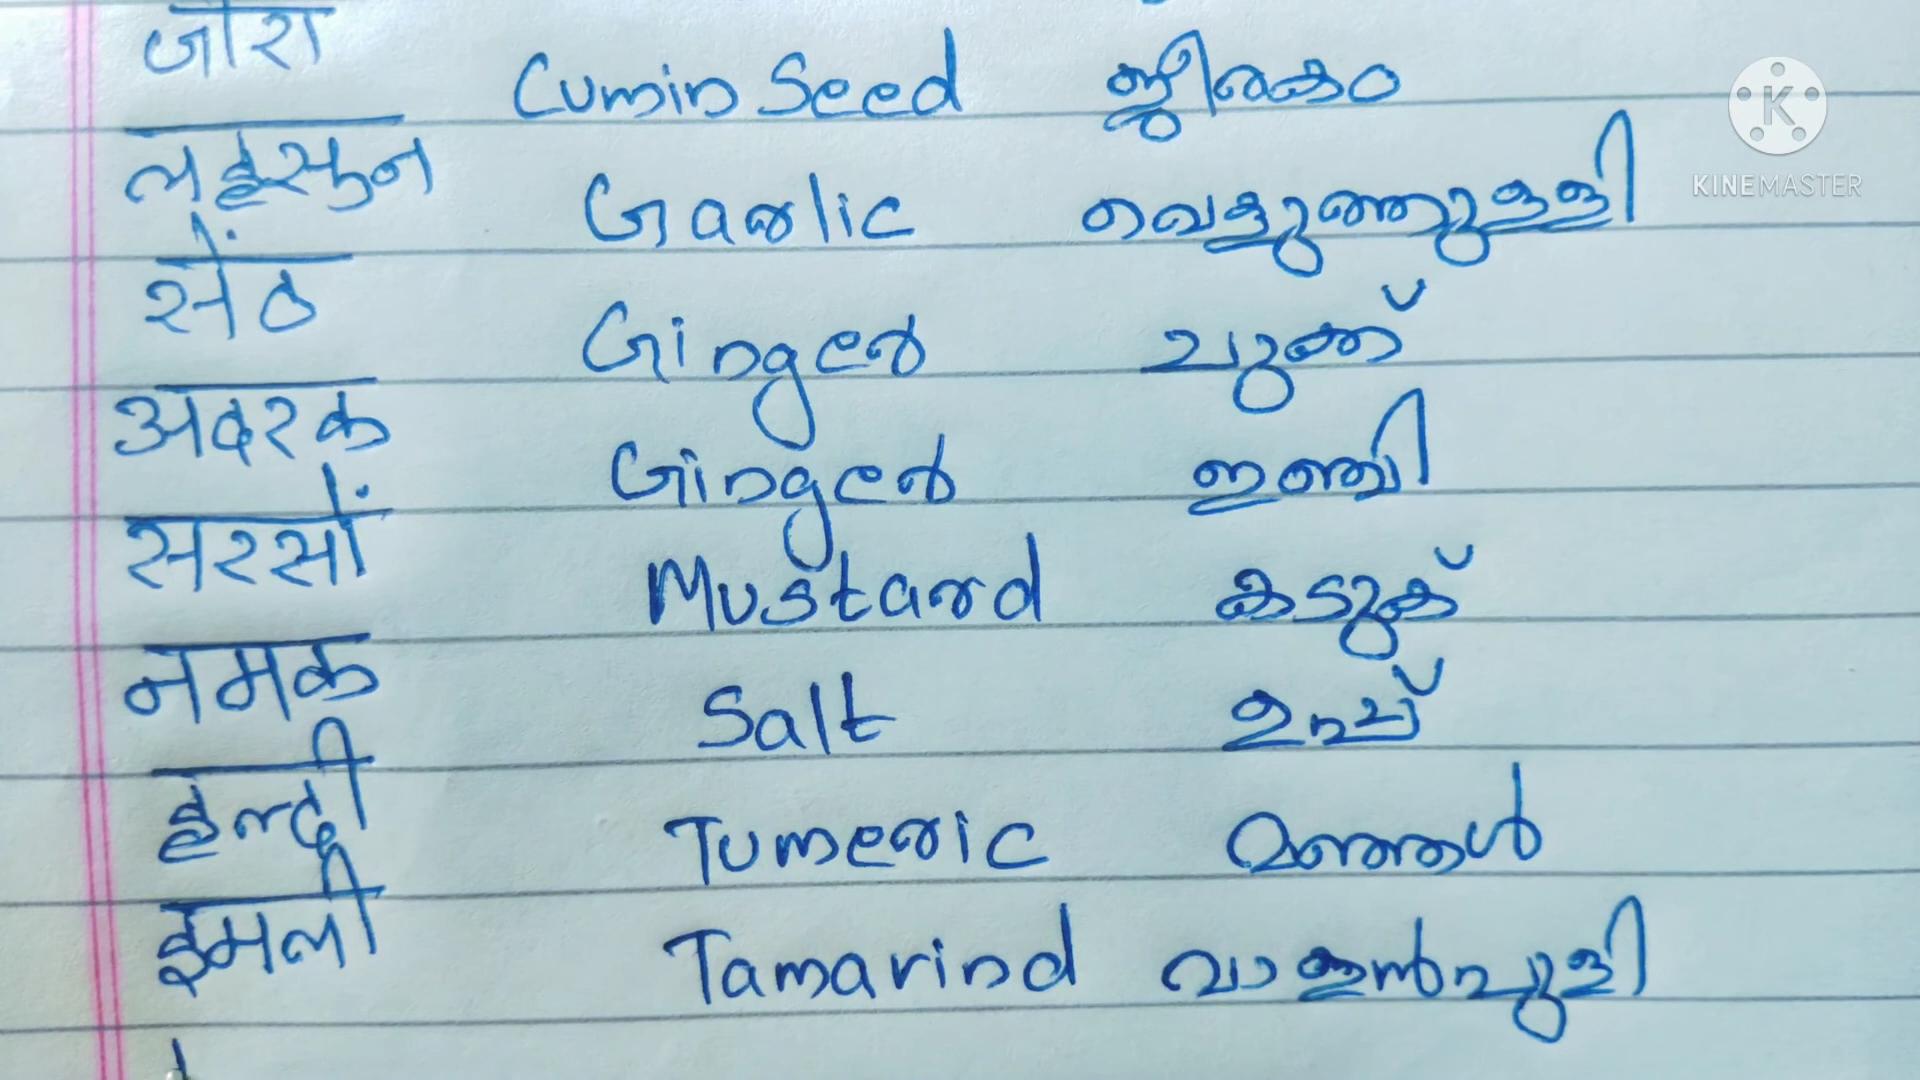 जीरा Cumin Seed ജീരകം
लहसुन Garlic വെളുത്തുള്ളി
सोंठ Ginger ചുക്ക്
अदरक Ginger ഇഞ്ചി
सरसों Mustard കടുക്
नमक Salt ഉപ്പ്
हल्दी Tumeric മഞ്ഞൾ
इमली Tamarind വാളൻപുളി
KINEMASTER